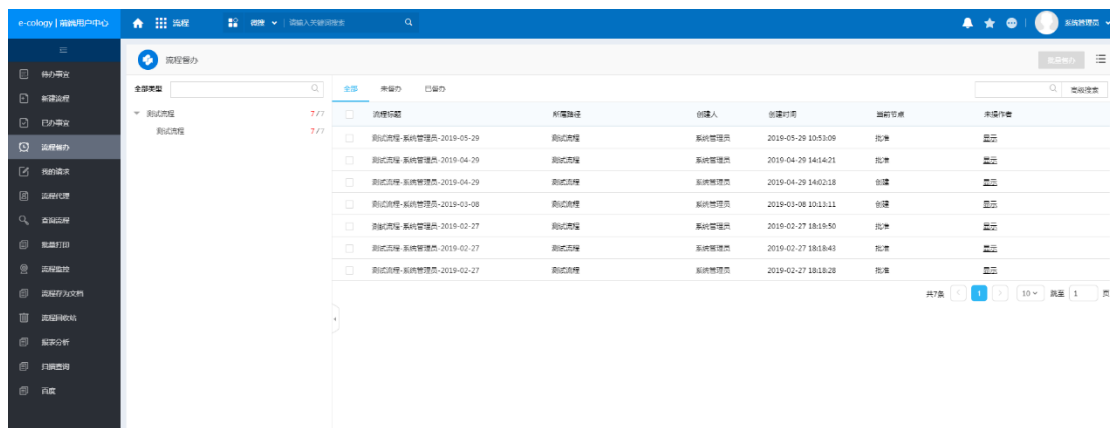 e-cology | 前端用户中心
流程
微搜
请输入关键词搜索
系统管理员
待办事宜
新建流程
已办事宜
流程督办
我的请求
流程代理
查询流程
批量打印
流程监控
流程存为文档
流程回收站
报表分析
归档查询
百度
流程督办
批量督办
全部类型
测试流程 7/7
测试流程 7/7
全部 未督办 已督办
高级搜索
流程标题 所属路径 创建人 创建时间 当前节点 未操作者
测试流程-系统管理员-2019-05-29 测试流程 系统管理员 2019-05-29 10:53:09 批准 显示
测试流程-系统管理员-2019-04-29 测试流程 系统管理员 2019-04-29 14:14:21 批准 显示
测试流程-系统管理员-2019-04-29 测试流程 系统管理员 2019-04-29 14:02:18 创建 显示
测试流程-系统管理员-2019-03-08 测试流程 系统管理员 2019-03-08 10:13:11 创建 显示
测试流程-系统管理员-2019-02-27 测试流程 系统管理员 2019-02-27 18:19:50 批准 显示
测试流程-系统管理员-2019-02-27 测试流程 系统管理员 2019-02-27 18:18:43 批准 显示
测试流程-系统管理员-2019-02-27 测试流程 系统管理员 2019-02-27 18:18:28 批准 显示
共7条 < 1 > 10 跳至 1 页